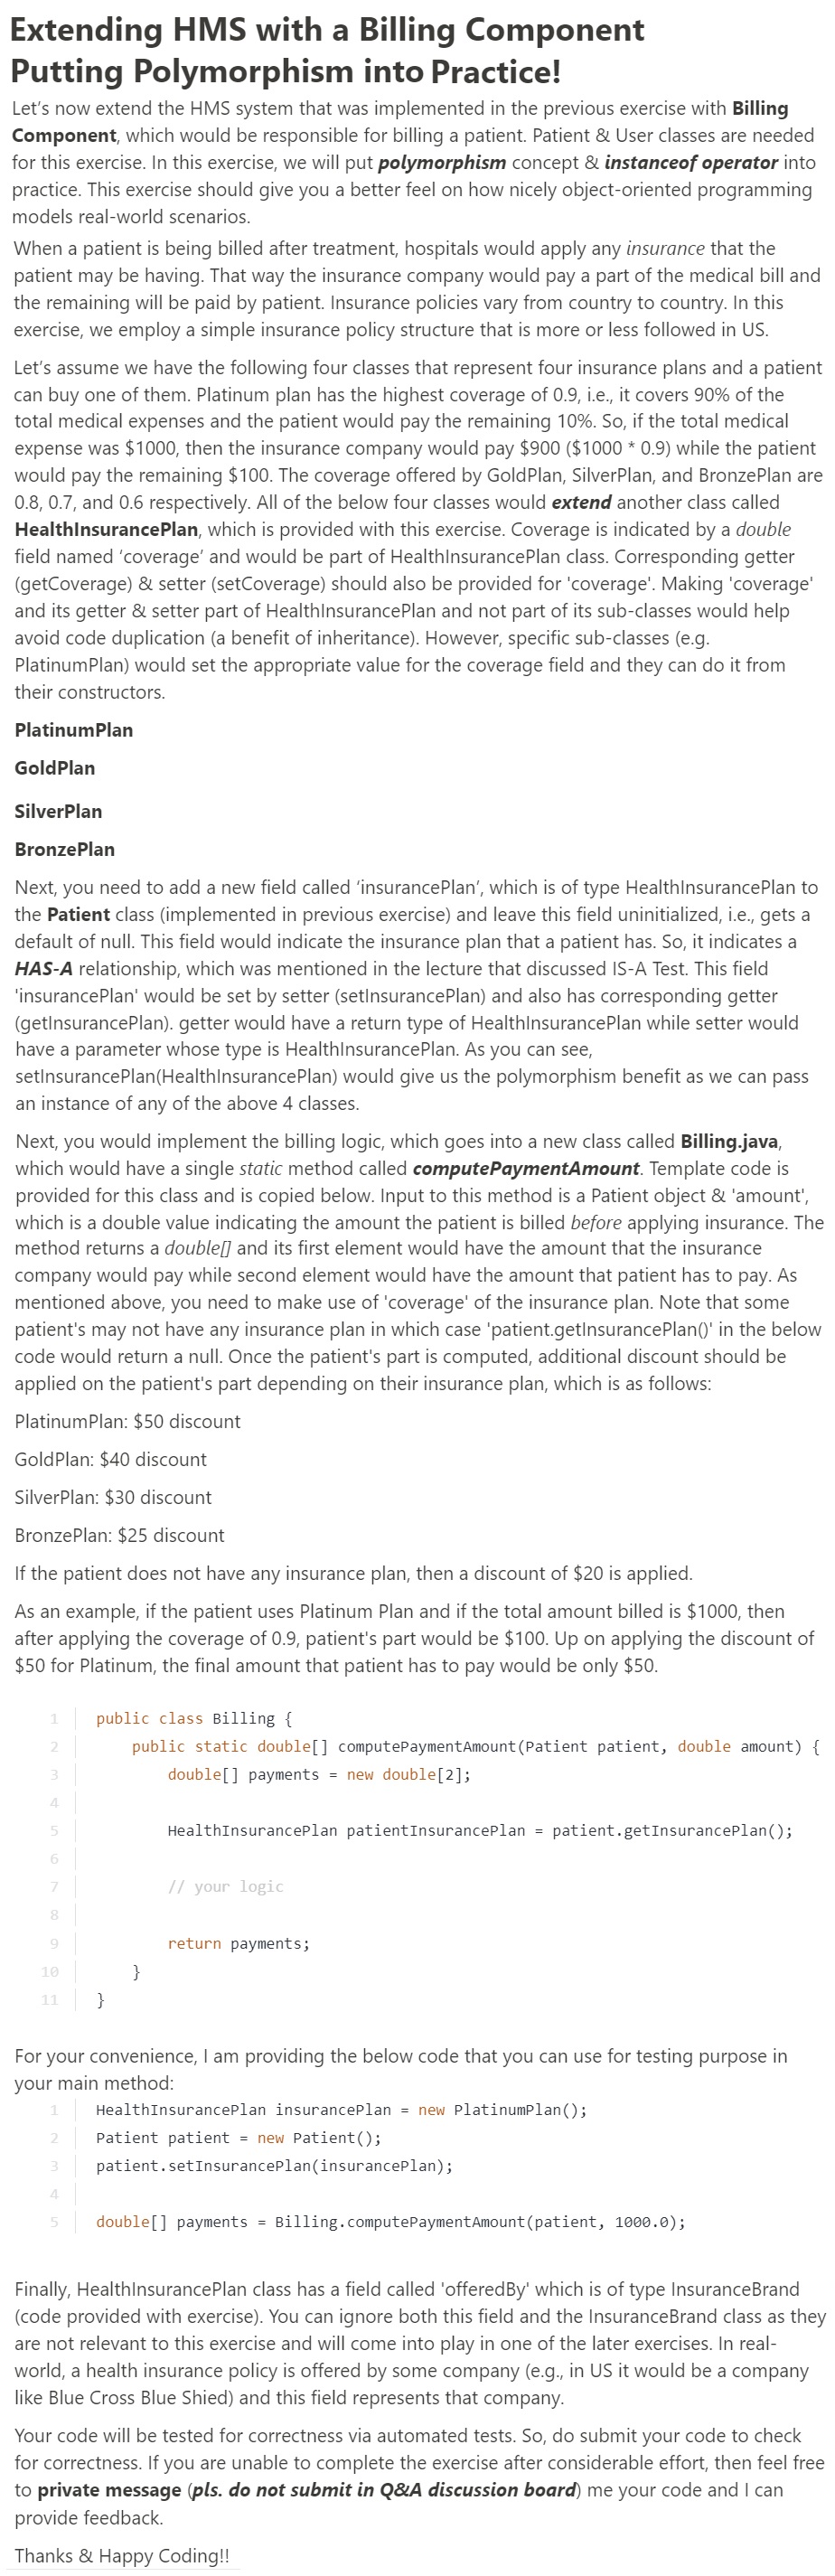 Extending HMS with a Billing Component
Putting Polymorphism into Practice!
Let's now extend the HMS system that was implemented in the previous exercise with Billing
Component, which would be responsible for billing a patient. Patient & User classes are needed
for this exercise. In this exercise, we will put polymorphism concept & instanceof operator into
practice. This exercise should give you a better feel on how nicely object-oriented programming
models real-world scenarios.
When a patient is being billed after treatment, hospitals would apply any insurance that the
patient may be having. That way the insurance company would pay a part of the medical bill and
the remaining will be paid by patient. Insurance policies vary from country to country. In this
exercise, we employ a simple insurance policy structure that is more or less followed in US.
Let's assume we have the following four classes that represent four insurance plans and a patient
can buy one of them. Platinum plan has the highest coverage of 0.9, i.e., it covers 90% of the
total medical expenses and the patient would pay the remaining 10%. So, if the total medical
expense was $1000, then the insurance company would pay $900 ($1000 * 0.9) while the patient
would pay the remaining $100. The coverage offered by GoldPlan, SilverPlan, and BronzePlan are
0.8, 0.7, and 0.6 respectively. All of the below four classes would extend another class called
HealthInsurancePlan, which is provided with this exercise. Coverage is indicated by a double
field named ‘coverage’ and would be part of HealthInsurancePlan class. Corresponding getter
(getCoverage) & setter (setCoverage) should also be provided for 'coverage'. Making 'coverage'
and its getter & setter part of HealthInsurancePlan and not part of its sub-classes would help
avoid code duplication (a benefit of inheritance). However, specific sub-classes (e.g.
PlatinumPlan) would set the appropriate value for the coverage field and they can do it from
their constructors.
PlatinumPlan
GoldPlan
SilverPlan
BronzePlan
Next, you need to add a new field called ‘insurancePlan’, which is of type HealthInsurancePlan to
the Patient class (implemented in previous exercise) and leave this field uninitialized, i.e., gets a
default of null. This field would indicate the insurance plan that a patient has. So, it indicates a
HAS-A relationship, which was mentioned in the lecture that discussed IS-A Test. This field
'insurancePlan' would be set by setter (setInsurancePlan) and also has corresponding getter
(getInsurancePlan). getter would have a return type of HealthInsurancePlan while setter would
have a parameter whose type is HealthInsurancePlan. As you can see,
setInsurancePlan(HealthInsurancePlan) would give us the polymorphism benefit as we can pass
an instance of any of the above 4 classes.
Next, you would implement the billing logic, which goes into a new class called Billing.java,
which would have a single static method called computePaymentAmount. Template code is
provided for this class and is copied below. Input to this method is a Patient object & 'amount',
which is a double value indicating the amount the patient is billed before applying insurance. The
method returns a double[] and its first element would have the amount that the insurance
company would pay while second element would have the amount that patient has to pay. As
mentioned above, you need to make use of 'coverage' of the insurance plan. Note that some
patient's may not have any insurance plan in which case 'patient.getInsurancePlan()' in the below
code would return a null. Once the patient's part is computed, additional discount should be
applied on the patient's part depending on their insurance plan, which is as follows:
PlatinumPlan: $50 discount
GoldPlan: $40 discount
SilverPlan: $30 discount
BronzePlan: $25 discount
If the patient does not have any insurance plan, then a discount of $20 is applied.
As an example, if the patient uses Platinum Plan and if the total amount billed is $1000, then
after applying the coverage of 0.9, patient's part would be $100. Up on applying the discount of
$50 for Platinum, the final amount that patient has to pay would be only $50.
1 public class Billing {
2 public static double[] computePaymentAmount(Patient patient, double amount) {
3 double[] payments = new double[2];
4
5 HealthInsurancePlan patientInsurancePlan = patient.getInsurancePlan();
6
7 // your logic
8
9 return payments;
10 }
11 }
For your convenience, I am providing the below code that you can use for testing purpose in
your main method:
1 HealthInsurancePlan insurancePlan = new PlatinumPlan();
2 Patient patient = new Patient();
3 patient.setInsurancePlan(insurancePlan);
4
5 double[] payments = Billing.computePaymentAmount(patient, 1000.0);
Finally, HealthInsurancePlan class has a field called 'offeredBy' which is of type InsuranceBrand
(code provided with exercise). You can ignore both this field and the InsuranceBrand class as they
are not relevant to this exercise and will come into play in one of the later exercises. In real-
world, a health insurance policy is offered by some company (e.g., in US it would be a company
like Blue Cross Blue Shied) and this field represents that company.
Your code will be tested for correctness via automated tests. So, do submit your code to check
for correctness. If you are unable to complete the exercise after considerable effort, then feel free
to private message (pls. do not submit in Q&A discussion board) me your code and I can
provide feedback.
Thanks & Happy Coding!!